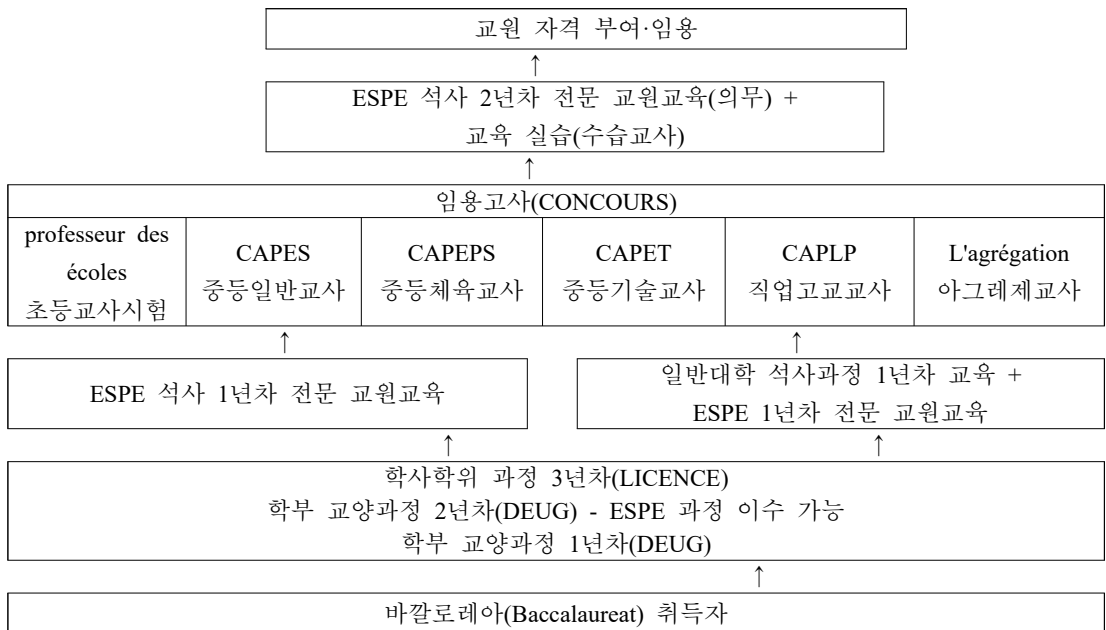 교원 자격 부여·임용
↑
ESPE 석사 2년차 전문 교원교육(의무) +
교육 실습(수습교사)
↑
임용고사(CONCOURS)
professeur des
écoles
초등교사시험
CAPES
중등일반교사
CAPEPS
중등체육교사
CAPET
중등기술교사
CAPLP
직업고교교사
L'agrégation
아그레제교사
↑ ↑
ESPE 석사 1년차 전문 교원교육
일반대학 석사과정 1년차 교육 +
ESPE 1년차 전문 교원교육
↑ ↑
학사학위 과정 3년차(LICENCE)
학부 교양과정 2년차(DEUG) - ESPE 과정 이수 가능
학부 교양과정 1년차(DEUG)
↑
바깔로레아(Baccalaureat) 취득자